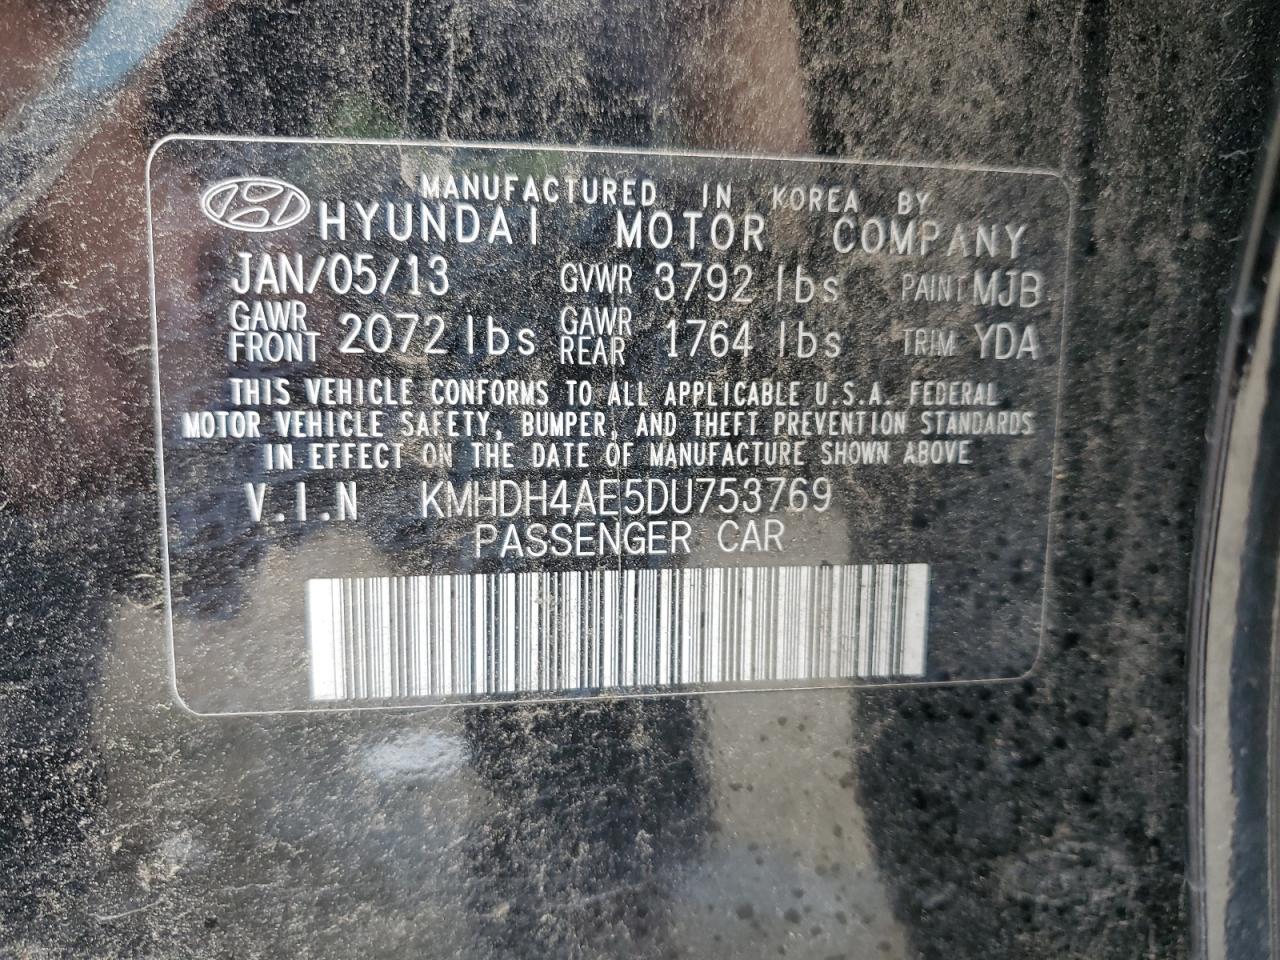 MANUFACTURED IN KOREA BY
HYUNDAI MOTOR COMPANY
JAN/05/13 GVWR 3792 lbs PAINT MJB
GAWR FRONT 2072 lbs GAWR REAR 1764 lbs TRIM YDA
THIS VEHICLE CONFORMS TO ALL APPLICABLE U.S.A. FEDERAL
MOTOR VEHICLE SAFETY, BUMPER, AND THEFT PREVENTION STANDARDS
IN EFFECT ON THE DATE OF MANUFACTURE SHOWN ABOVE
V.I.N KMHDH4AE5DU753769
PASSENGER CAR